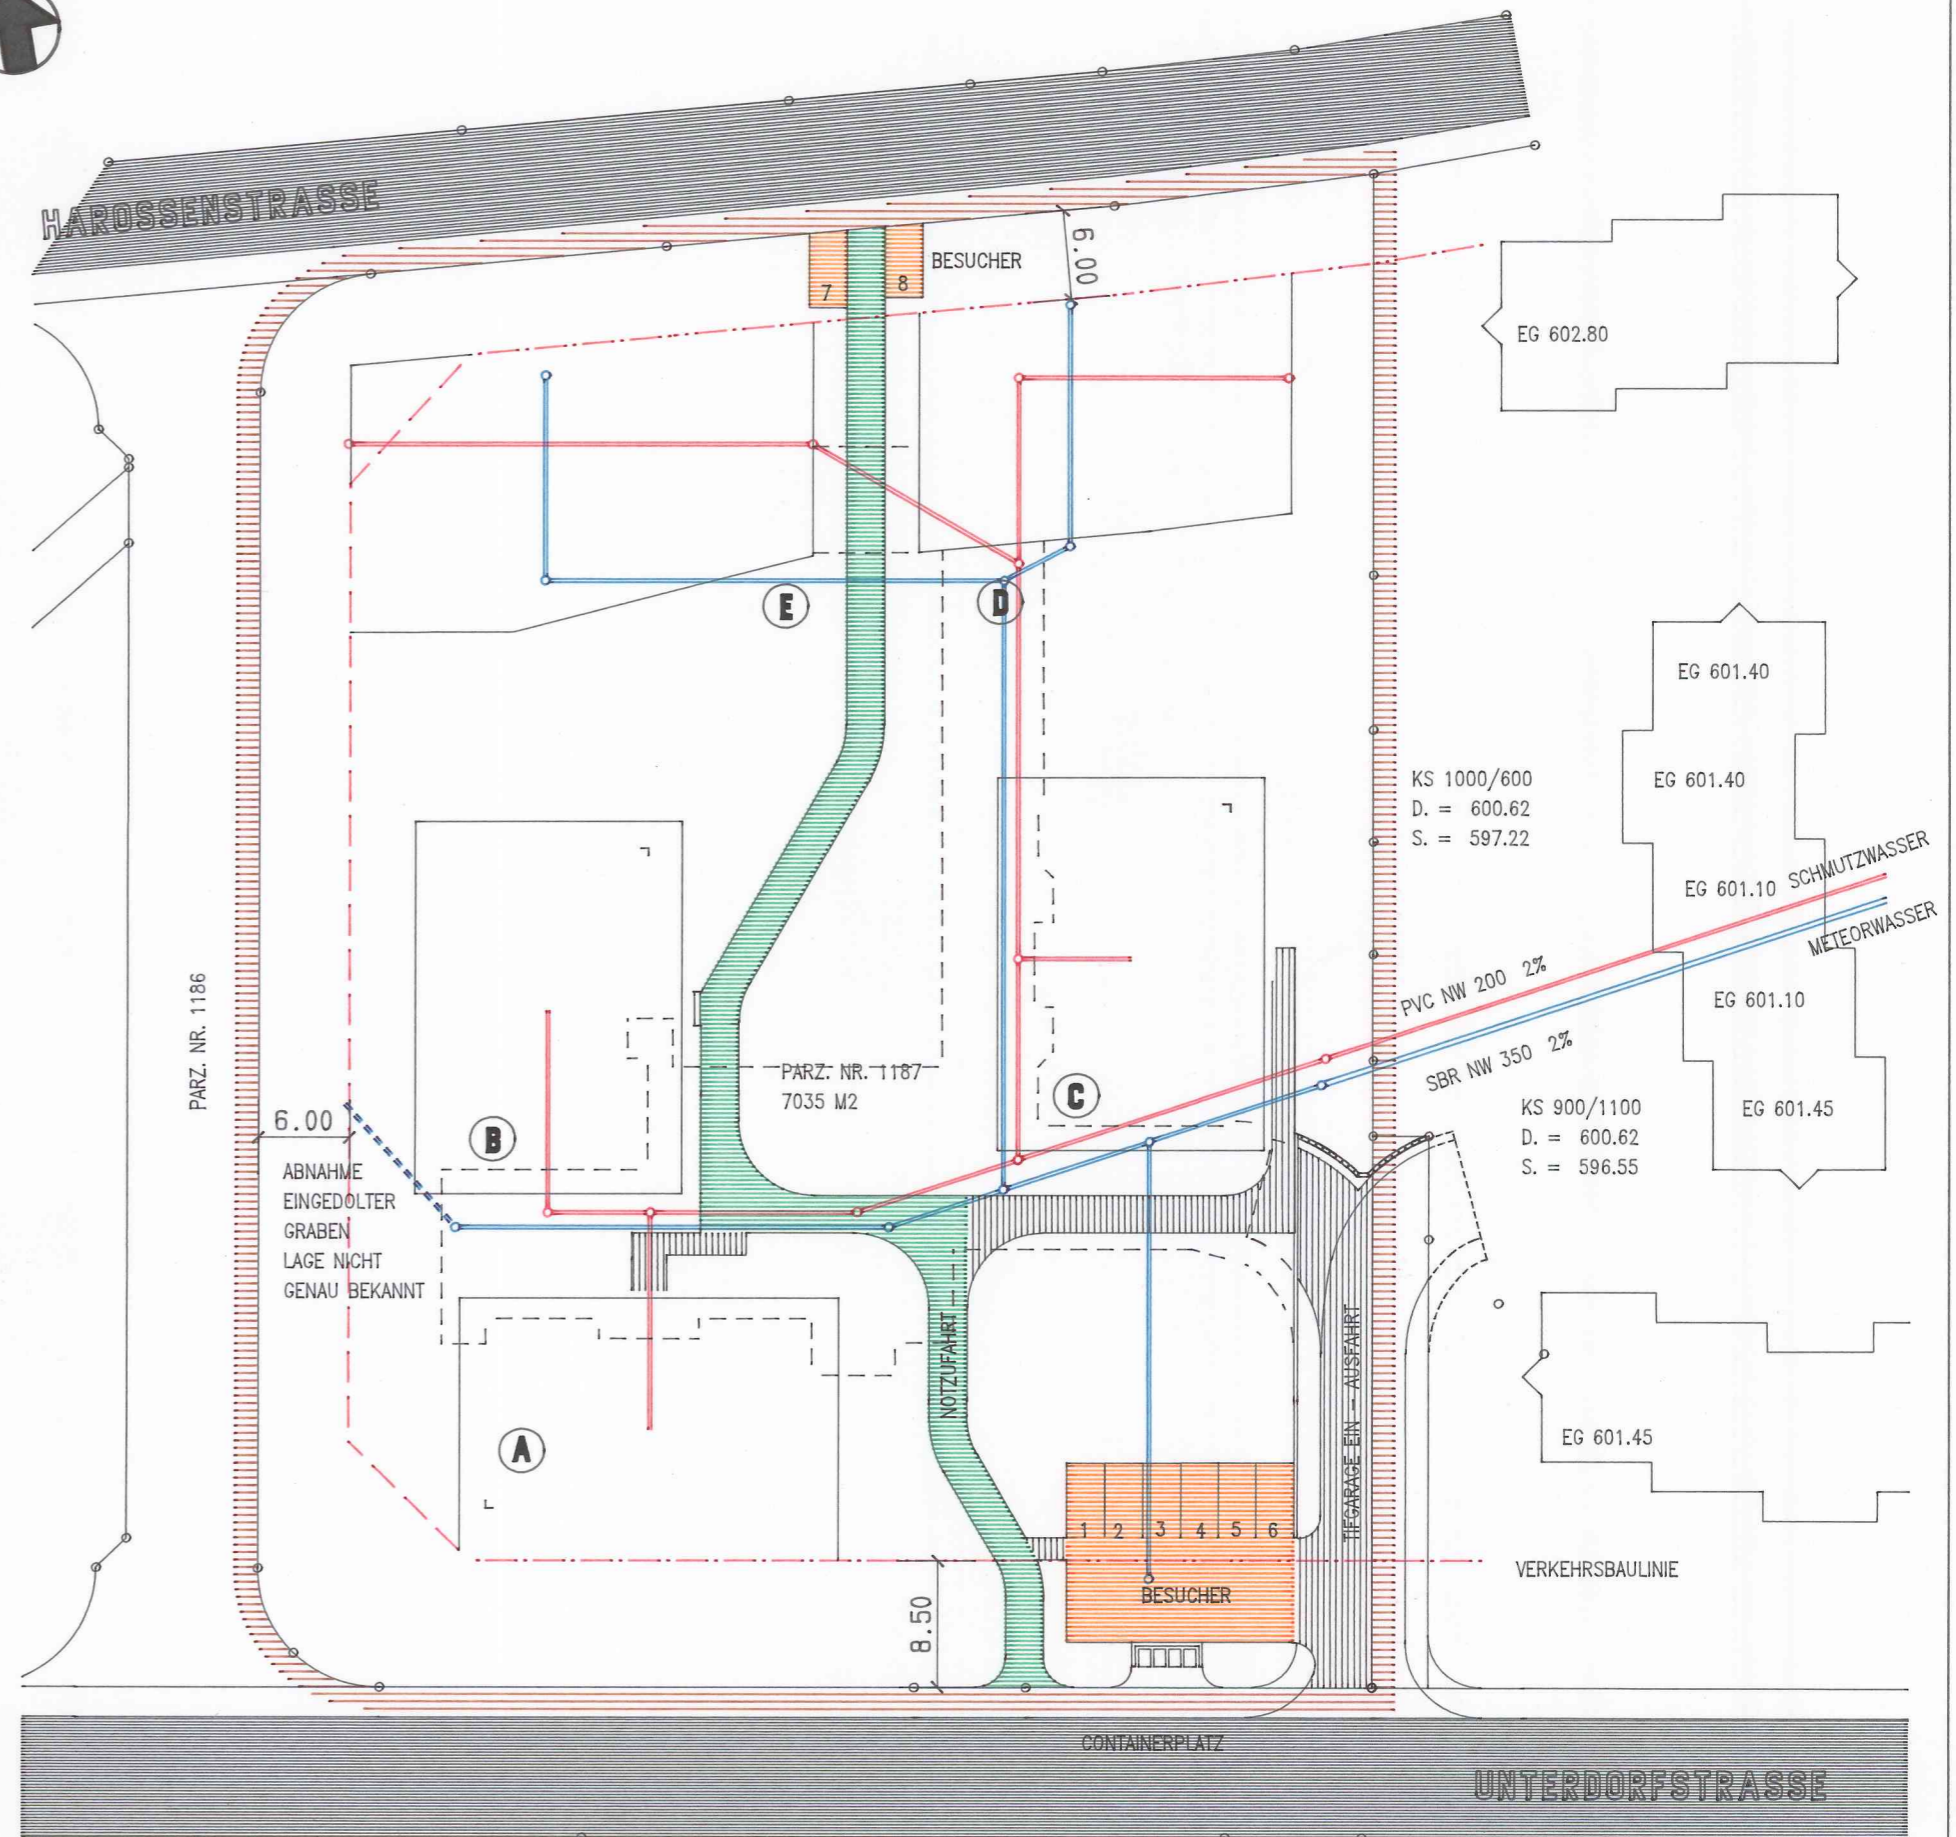 HAROSSENSTRASSE
7
8
BESUCHER
6.00
EG 602.80
E
D
EG 601.40
KS 1000/600
D. = 600.62
S. = 597.22
EG 601.40
EG 601.10
SCHMUTZWASSER
METEORWASSER
PVC NW 200 2%
EG 601.10
SBR NW 350 2%
PARZ. NR. 1186
PARZ. NR. 1187
7035 M2
C
KS 900/1100
D. = 600.62
S. = 596.55
EG 601.45
6.00
B
ABNAHME
EINGEDOLTER
GRABEN
LAGE NICHT
GENAU BEKANNT
NOTZUFAHRT
TIFGARAGE EIN - AUSFAHRT
EG 601.45
A
1 2 3 4 5 6
VERKEHRSBAULINIE
BESUCHER
8.50
CONTAINERPLATZ
UNTERDORFSTRASSE